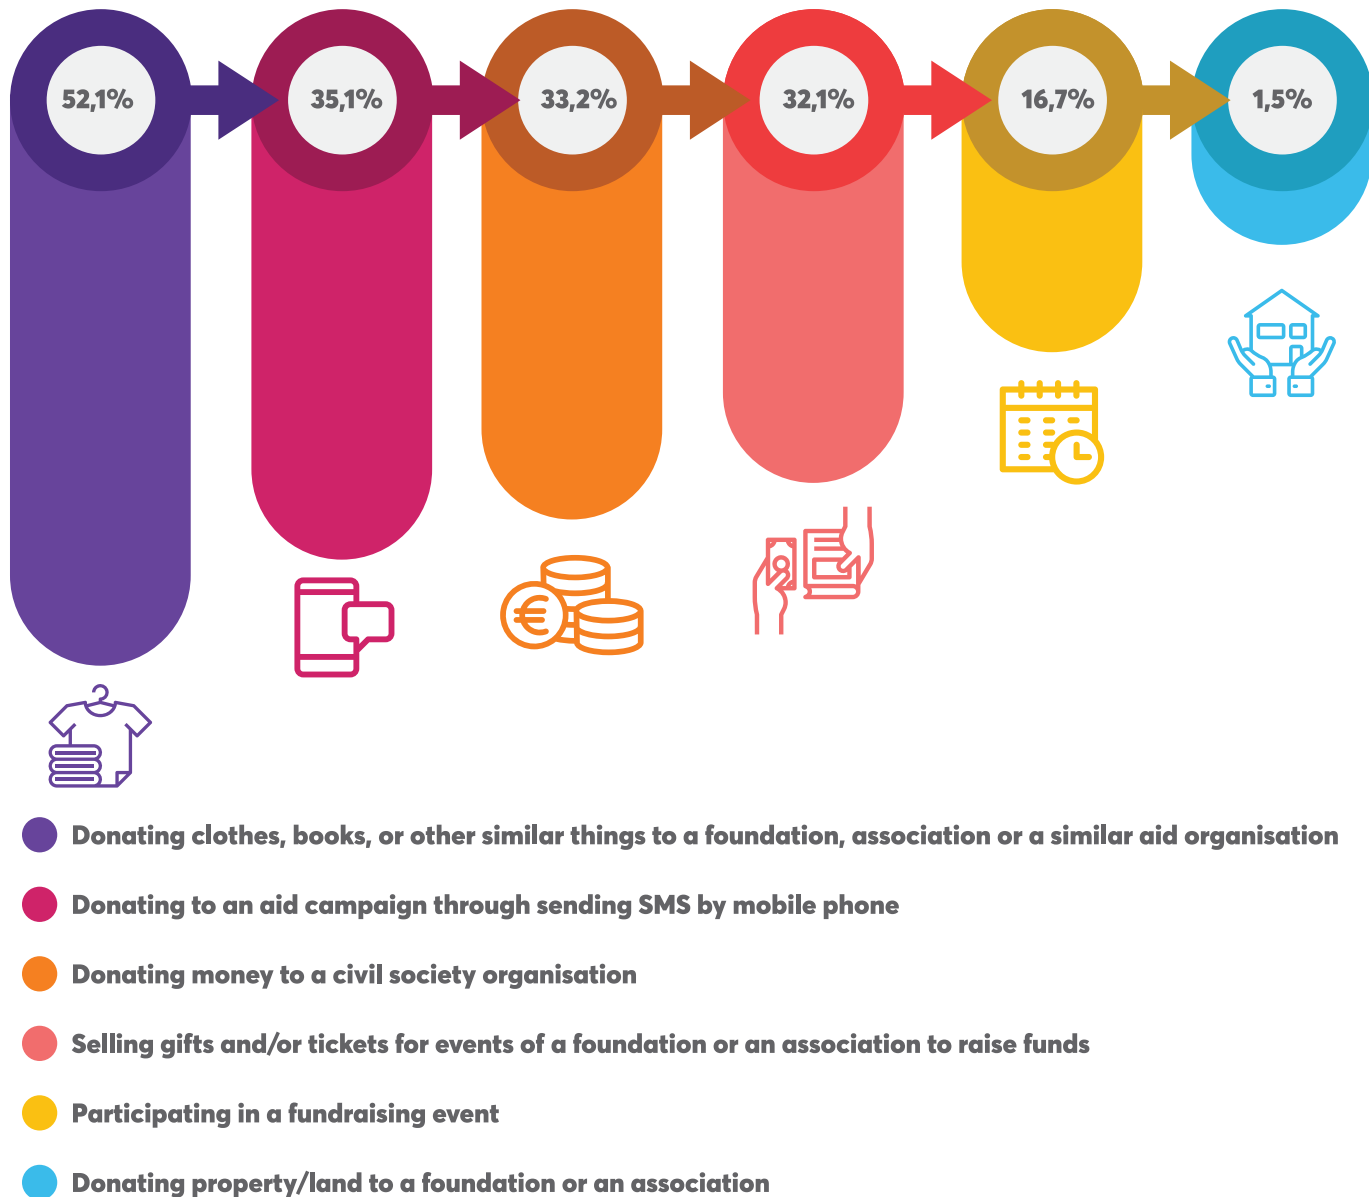 52,1%
35,1%
33,2%
32,1%
16,7%
1,5%
Donating clothes, books, or other similar things to a foundation, association or a similar aid organisation
Donating to an aid campaign through sending SMS by mobile phone
Donating money to a civil society organisation
Selling gifts and/or tickets for events of a foundation or an association to raise funds
Participating in a fundraising event
Donating property/land to a foundation or an association